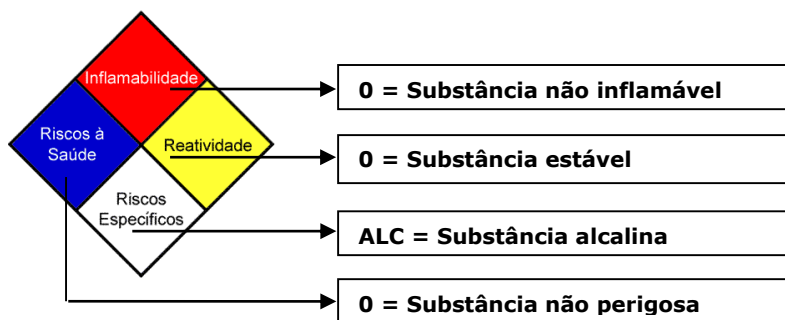 Inflamabilidade
0 = Substância não inflamável
Riscos à
Saúde
Reatividade
0 = Substância estável
Riscos
Específicos
ALC = Substância alcalina
0 = Substância não perigosa